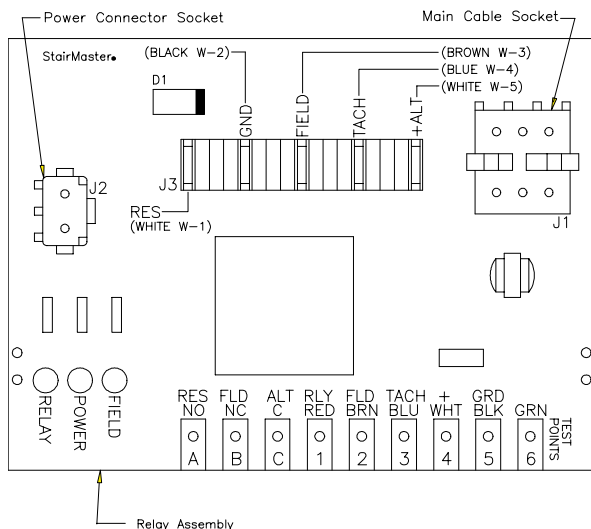 Power Connector Socket
Main Cable Socket
StairMaster
(BLACK W-2)
(BROWN W-3)
(BLUE W-4)
(WHITE W-5)
D1
GND
FIELD
TACH
+ALT
J2
J3
J1
RES
(WHITE W-1)
RELAY
POWER
FIELD
RES FLD ALT RLY FLD TACH + GRD
NO NC C RED BRN BLU WHT BLK GRN
A B C 1 2 3 4 5 6
TEST
POINTS
Relay Assembly